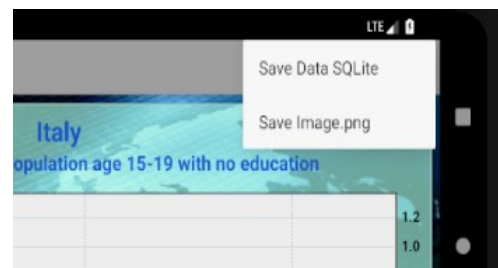 LTE
Save Data SQLite
Save Image.png
Italy
opulation age 15-19 with no education
1.2
1.0